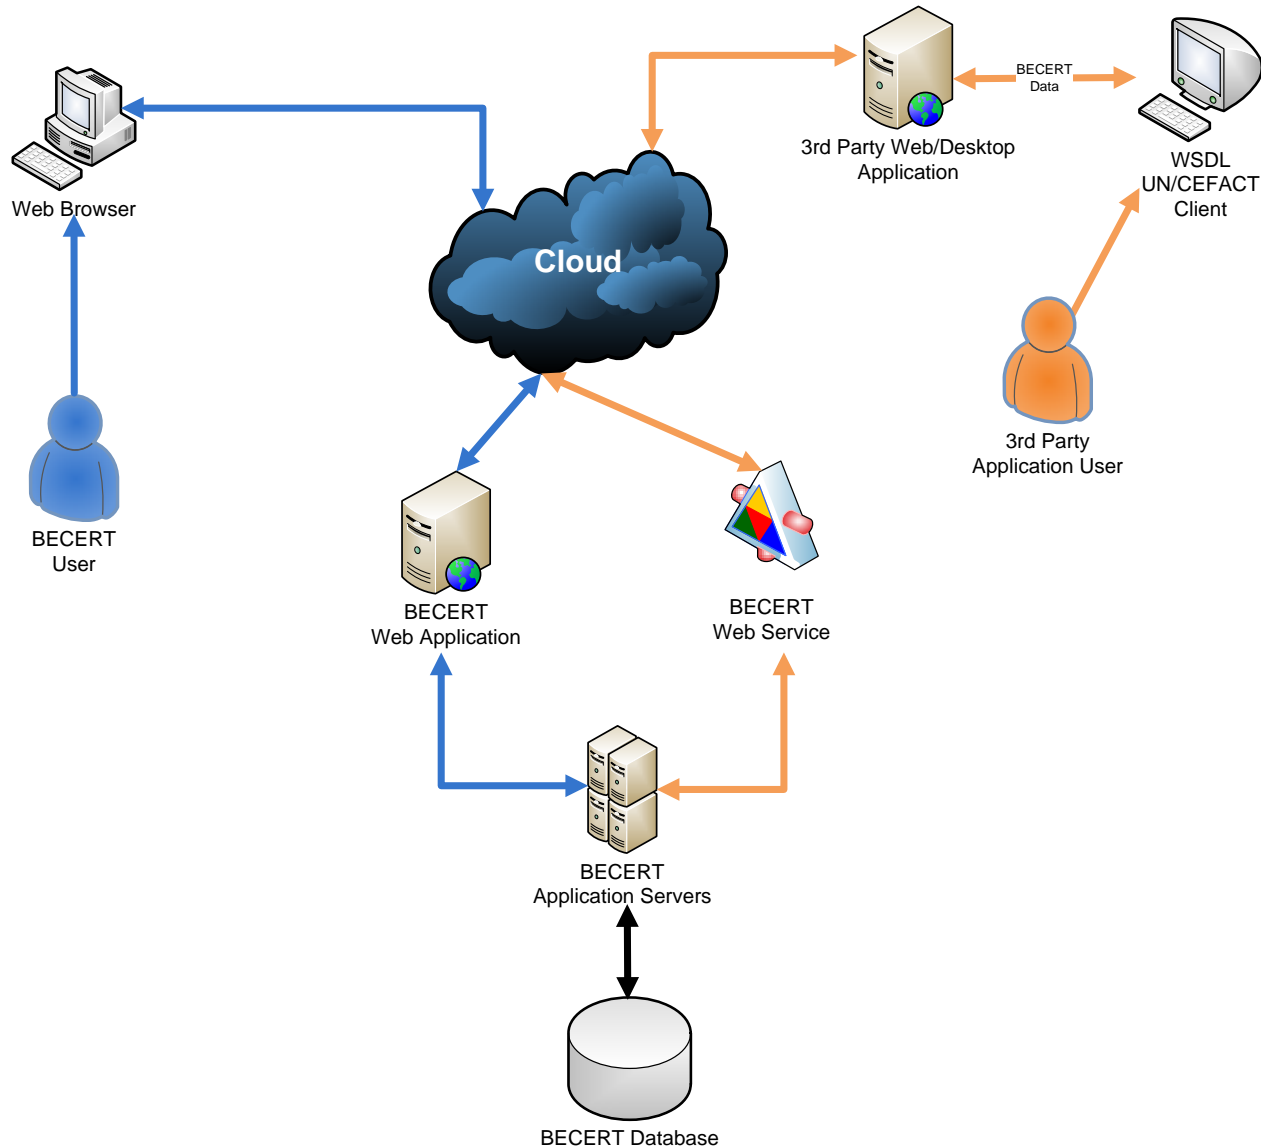 BECERT
Data
3rd Party Web/Desktop
Application
WSDL
UN/CEFACT
Client
Web Browser
Cloud
3rd Party
Application User
BECERT
User
BECERT
Web Application
BECERT
Web Service
BECERT
Application Servers
BECERT Database